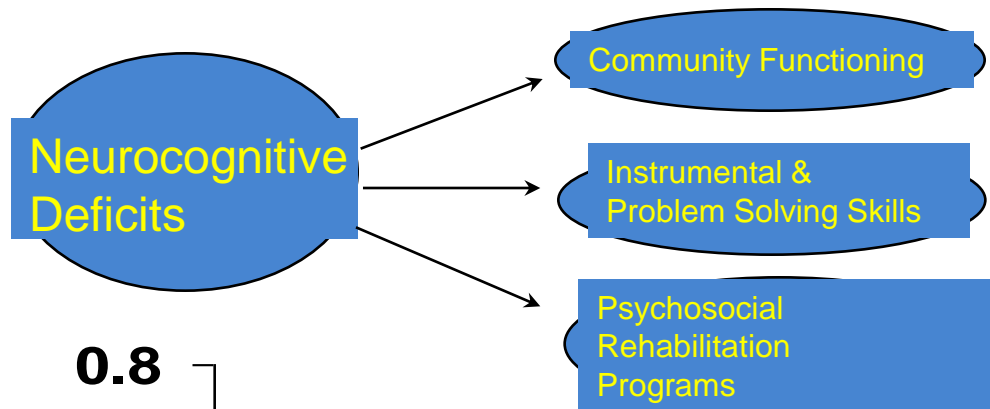 Community Functioning
Neurocognitive
Deficits
Instrumental &
Problem Solving Skills
Psychosocial
Rehabilitation
Programs
0.8